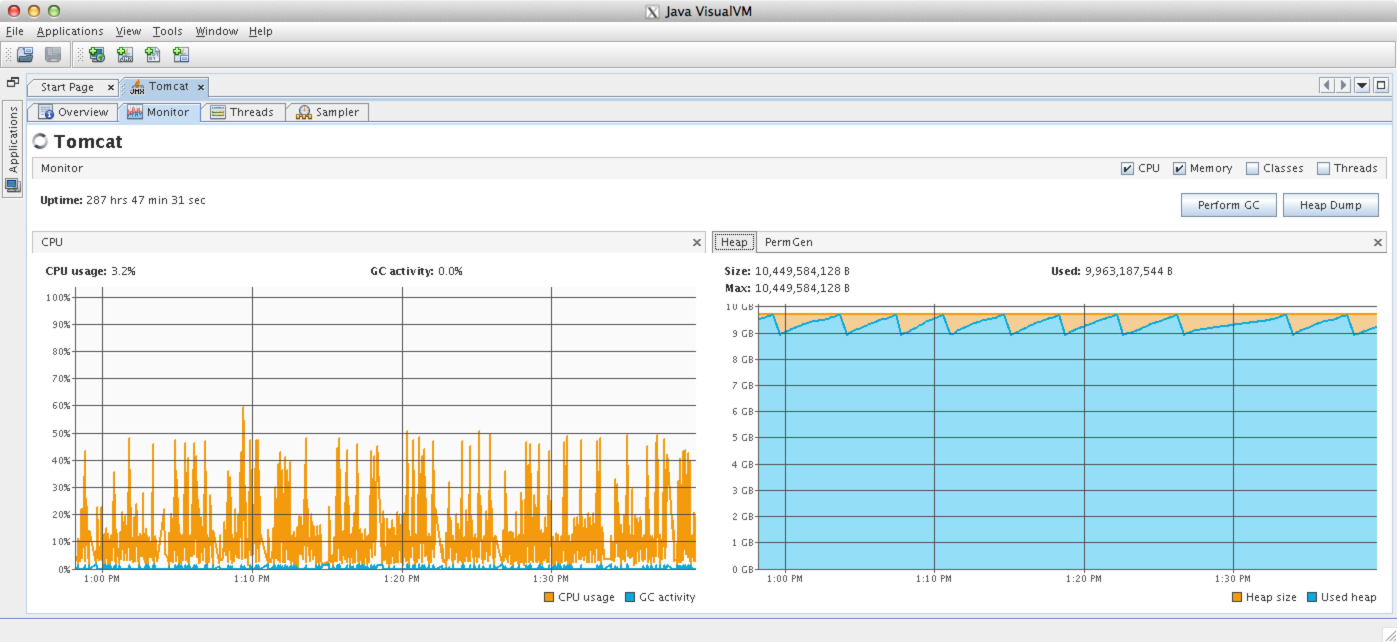 Java VisualVM
File Applications View Tools Window Help
Start Page × Tomcat ×
Overview Monitor Threads Sampler
Applications
Tomcat
Monitor CPU Memory Classes Threads
Uptime: 287 hrs 47 min 31 sec
Perform GC Heap Dump
CPU
CPU usage: 3.2% GC activity: 0.0%
100%
90%
80%
70%
60%
50%
40%
30%
20%
10%
0%
1:00 PM 1:10 PM 1:20 PM 1:30 PM
CPU usage GC activity
Heap PermGen
Size: 10,449,584,128 B Used: 9,963,187,544 B
Max: 10,449,584,128 B
10 GB
9 GB
8 GB
7 GB
6 GB
5 GB
4 GB
3 GB
2 GB
1 GB
0 GB
1:00 PM 1:10 PM 1:20 PM 1:30 PM
Heap size Used heap